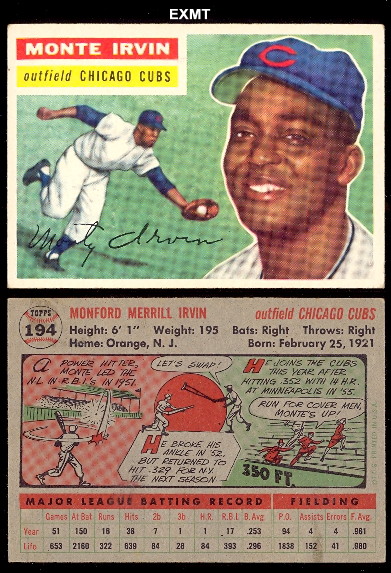 EXMT
MONTE IRVIN
outfield CHICAGO CUBS
Monty Irvin
TOPPS
194
MONFORD MERRILL IRVIN outfield CHICAGO CUBS
Height: 6' 1" Weight: 195 Bats: Right Throws: Right
Home: Orange, N. J. Born: February 25, 1921
A POWER HITTER,
MONTE LED THE
NL IN R.B.I.'S IN 1951.
LET'S SWAP!
HE BROKE HIS
ANKLE IN '52,
BUT RETURNED TO
HIT .329 FOR N.Y.
THE NEXT SEASON
HE JOINS THE CUBS
THIS YEAR AFTER
HITTING .352 WITH 14 H.R.
AT MINNEAPOLIS IN '55.
RUN FOR COVER MEN,
MONTE'S UP!
350 FT.
MAJOR LEAGUE BATTING RECORD FIELDING
Games At Bat Runs Hits 2b 3b H.R. R.B.I. B.Avg. P.O. Assists Errors F. Avg.
Year 51 150 16 38 7 1 1 17 .253 94 4 4 .961
Life 653 2160 322 639 84 28 84 393 .296 1838 152 41 .980